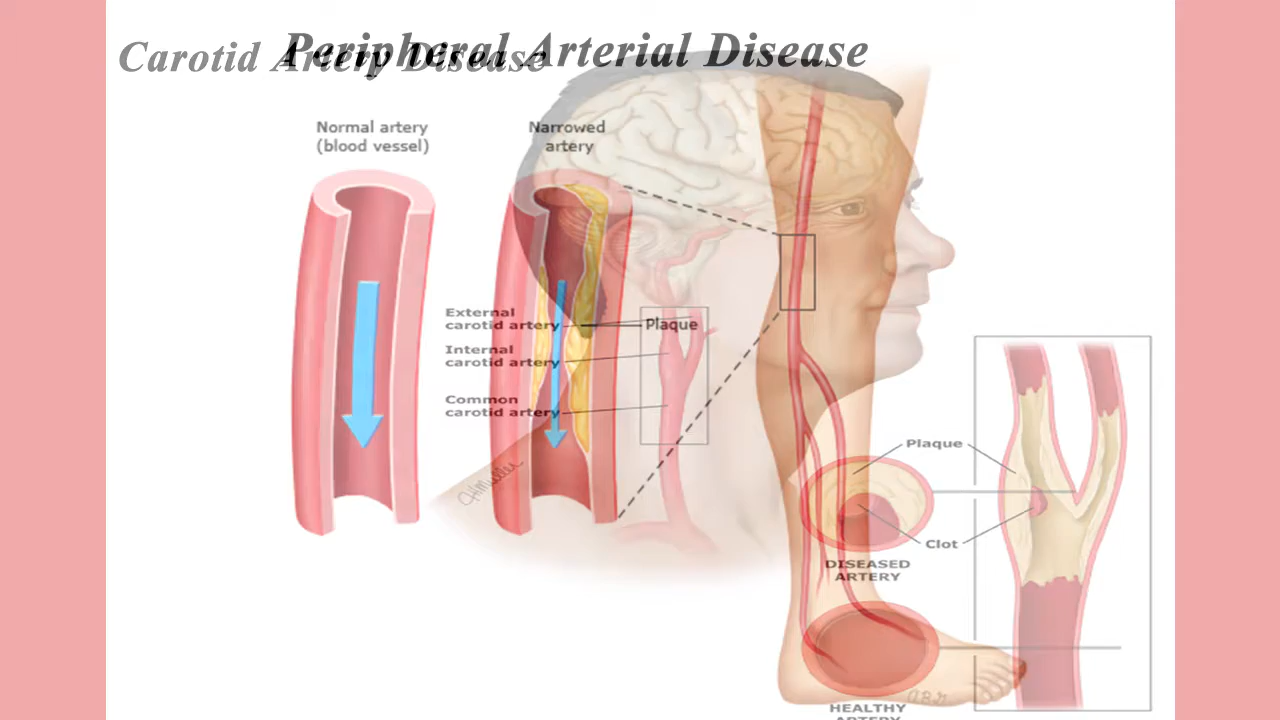 Carotid Artery Disease
Peripheral Arterial Disease
Normal artery
(blood vessel)
Narrowed
artery
External
carotid artery
Plaque
Internal
carotid artery
Common
carotid artery
Plaque
Clot
DISEASED
ARTERY
HEALTHY
ARTERY